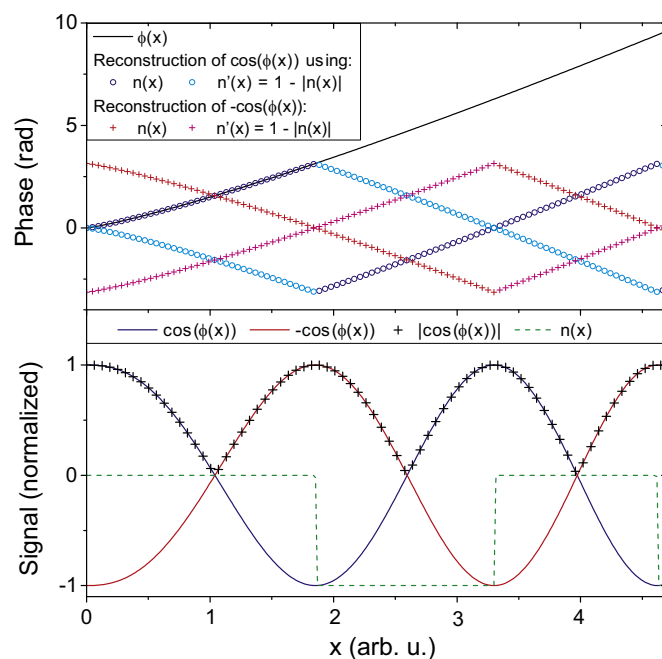 10
5
0
Phase (rad)
ϕ(x)
Reconstruction of cos(ϕ(x)) using:
n(x) n'(x) = 1 - |n(x)|
Reconstruction of -cos(ϕ(x)):
n(x) n'(x) = 1 - |n(x)|
cos(ϕ(x)) -cos(ϕ(x)) + |cos(ϕ(x))| n(x)
1
0
-1
Signal (normalized)
0 1 2 3 4
x (arb. u.)